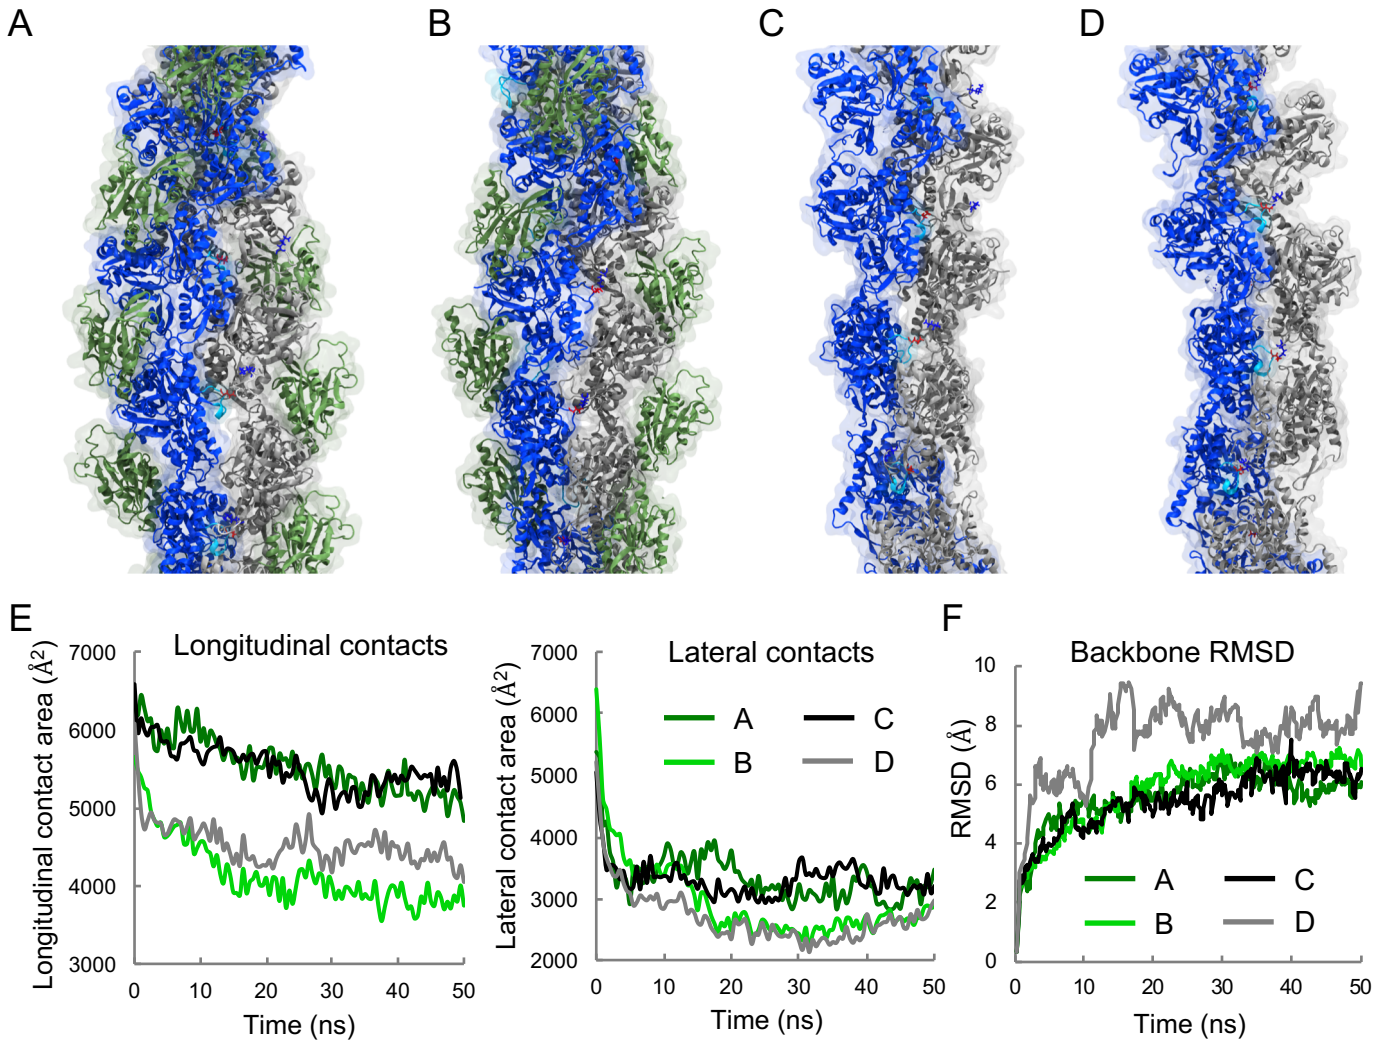 A
B
C
D
E
Longitudinal contacts
Longitudinal contact area (Å²)
7000
6000
5000
4000
3000
0
10
20
30
40
50
Time (ns)
Lateral contacts
Lateral contact area (Å²)
7000
6000
5000
4000
3000
2000
A
C
B
D
0
10
20
30
40
50
Time (ns)
F
Backbone RMSD
RMSD (Å)
10
8
6
4
2
0
A
C
B
D
0
10
20
30
40
50
Time (ns)